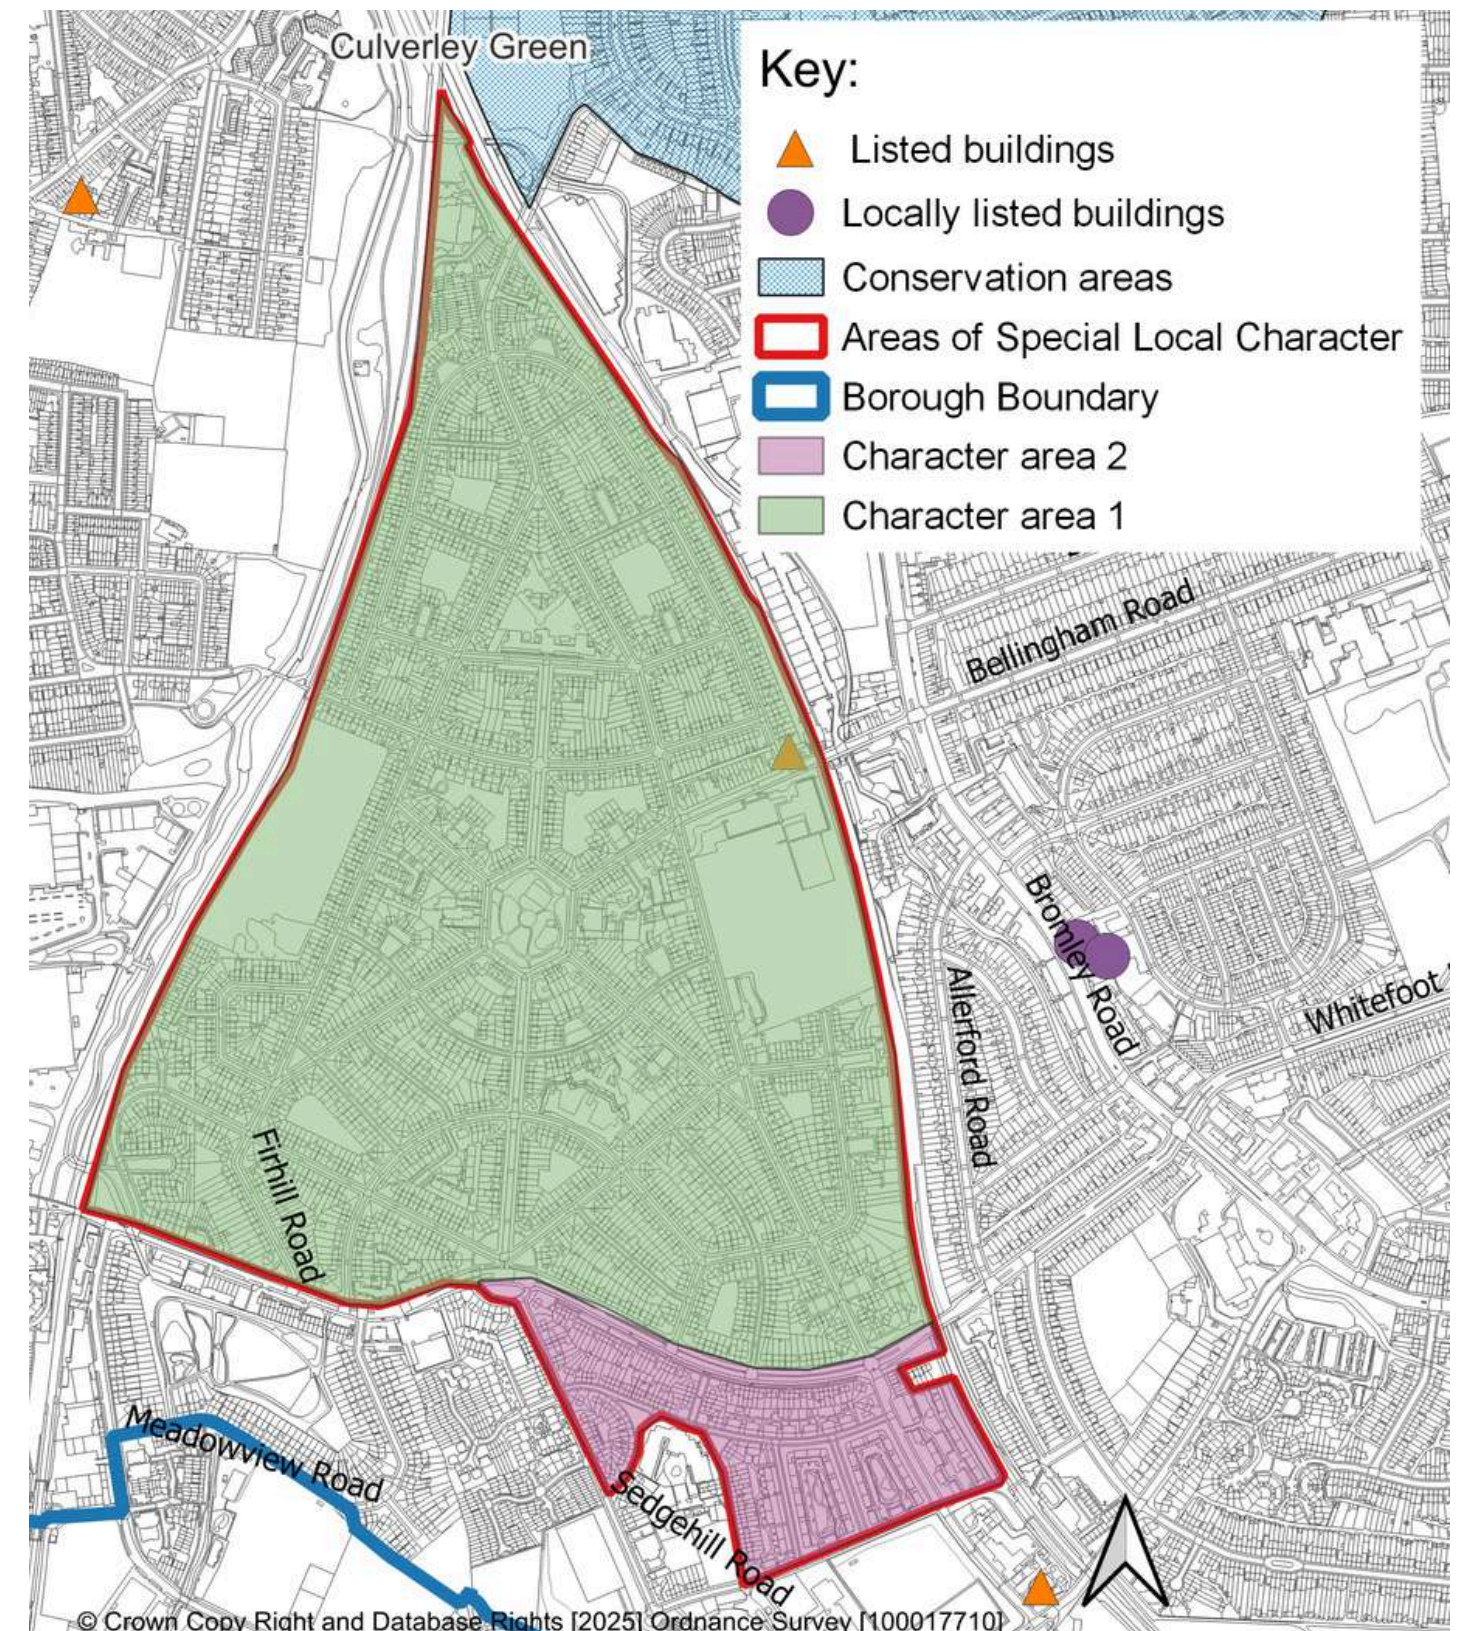 Culverley Green
Key:
Listed buildings
Locally listed buildings
Conservation areas
Areas of Special Local Character
Borough Boundary
Character area 2
Character area 1
Bellingham Road
Bromley Road
Whitefoot
Allerford Road
Firhill Road
Meadowview Road
Sedgehill Road
© Crown Copy Right and Database Rights [2025] Ordnance Survey [100017710]